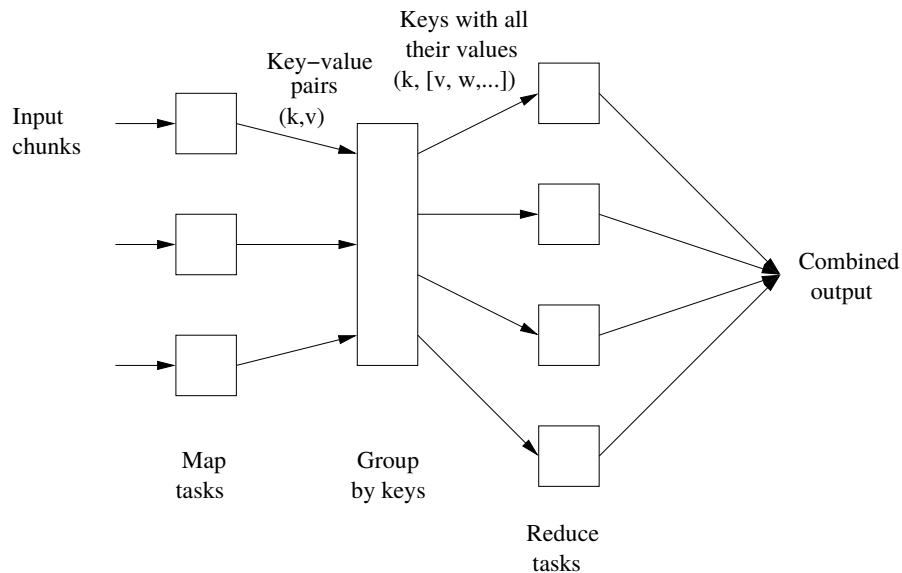 Input
chunks
Key−value
pairs
(k,v)
Keys with all
their values
(k, [v, w,...])
Combined
output
Map
tasks
Group
by keys
Reduce
tasks